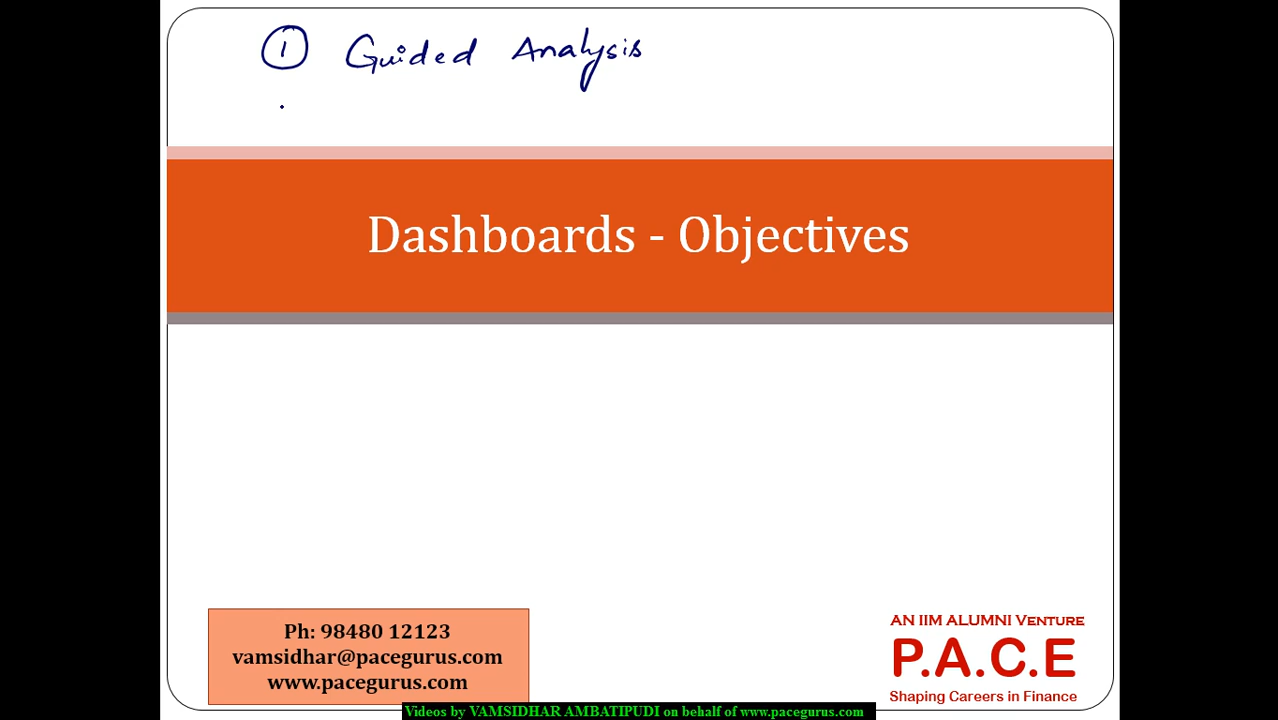 1 Guided Analysis
Dashboards - Objectives
Ph: 98480 12123
vamsidhar@pacegurus.com
www.pacegurus.com
AN IIM ALUMNI VENTURE
P.A.C.E
Shaping Careers in Finance
Videos by VAMSIDHAR AMBATIPUDI on behalf of www.pacegurus.com